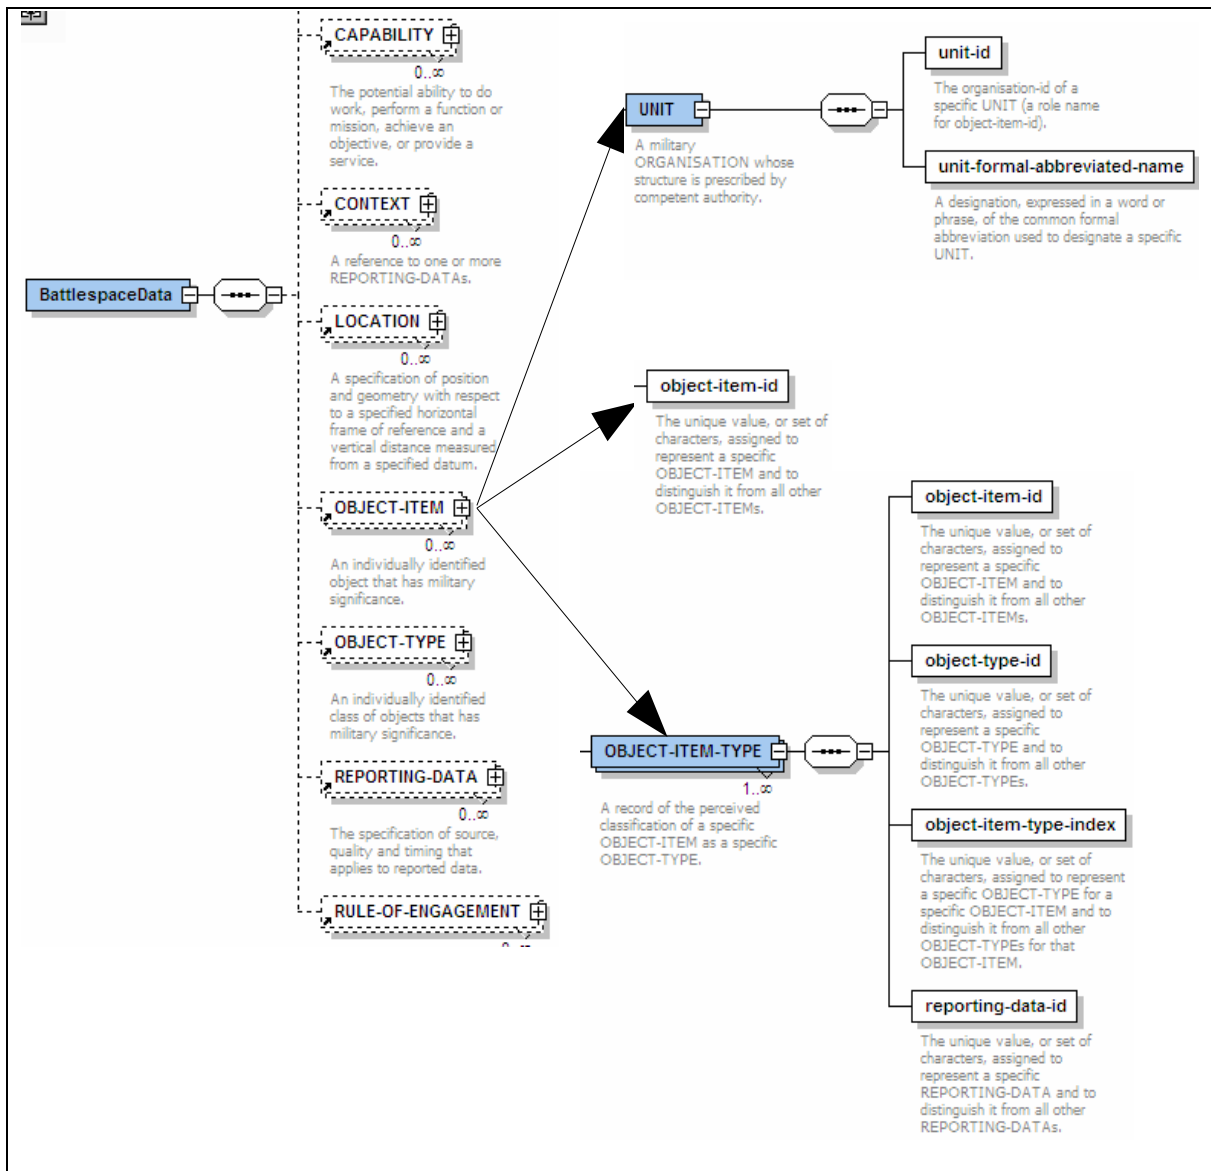 CAPABILITY
0..∞
The potential ability to do
work, perform a function or
mission, achieve an
objective, or provide a
service.
CONTEXT
0..∞
A reference to one or more
REPORTING-DATAs.
BattlespaceData
LOCATION
0..∞
A specification of position
and geometry with respect
to a specified horizontal
frame of reference and a
vertical distance measured
from a specified datum.
OBJECT-ITEM
0..∞
An individually identified
object that has military
significance.
OBJECT-TYPE
0..∞
An individually identified
class of objects that has
military significance.
REPORTING-DATA
0..∞
The specification of source,
quality and timing that
applies to reported data.
RULE-OF-ENGAGEMENT
0..∞
UNIT
A military
ORGANISATION whose
structure is prescribed by
competent authority.
unit-id
The organisation-id of a
specific UNIT (a role name
for object-item-id).
unit-formal-abbreviated-name
A designation, expressed in a word or
phrase, of the common formal
abbreviation used to designate a specific
UNIT.
object-item-id
The unique value, or set of
characters, assigned to
represent a specific
OBJECT-ITEM and to
distinguish it from all other
OBJECT-ITEMs.
OBJECT-ITEM-TYPE
1..∞
A record of the perceived
classification of a specific
OBJECT-ITEM as a specific
OBJECT-TYPE.
object-item-id
The unique value, or set of
characters, assigned to
represent a specific
OBJECT-ITEM and to
distinguish it from all other
OBJECT-ITEMs.
object-type-id
The unique value, or set of
characters, assigned to
represent a specific
OBJECT-TYPE and to
distinguish it from all other
OBJECT-TYPEs.
object-item-type-index
The unique value, or set of
characters, assigned to represent
a specific OBJECT-TYPE for a
specific OBJECT-ITEM and to
distinguish it from all other
OBJECT-TYPEs for that
OBJECT-ITEM.
reporting-data-id
The unique value, or set of
characters, assigned to
represent a specific
REPORTING-DATA and to
distinguish it from all other
REPORTING-DATAs.